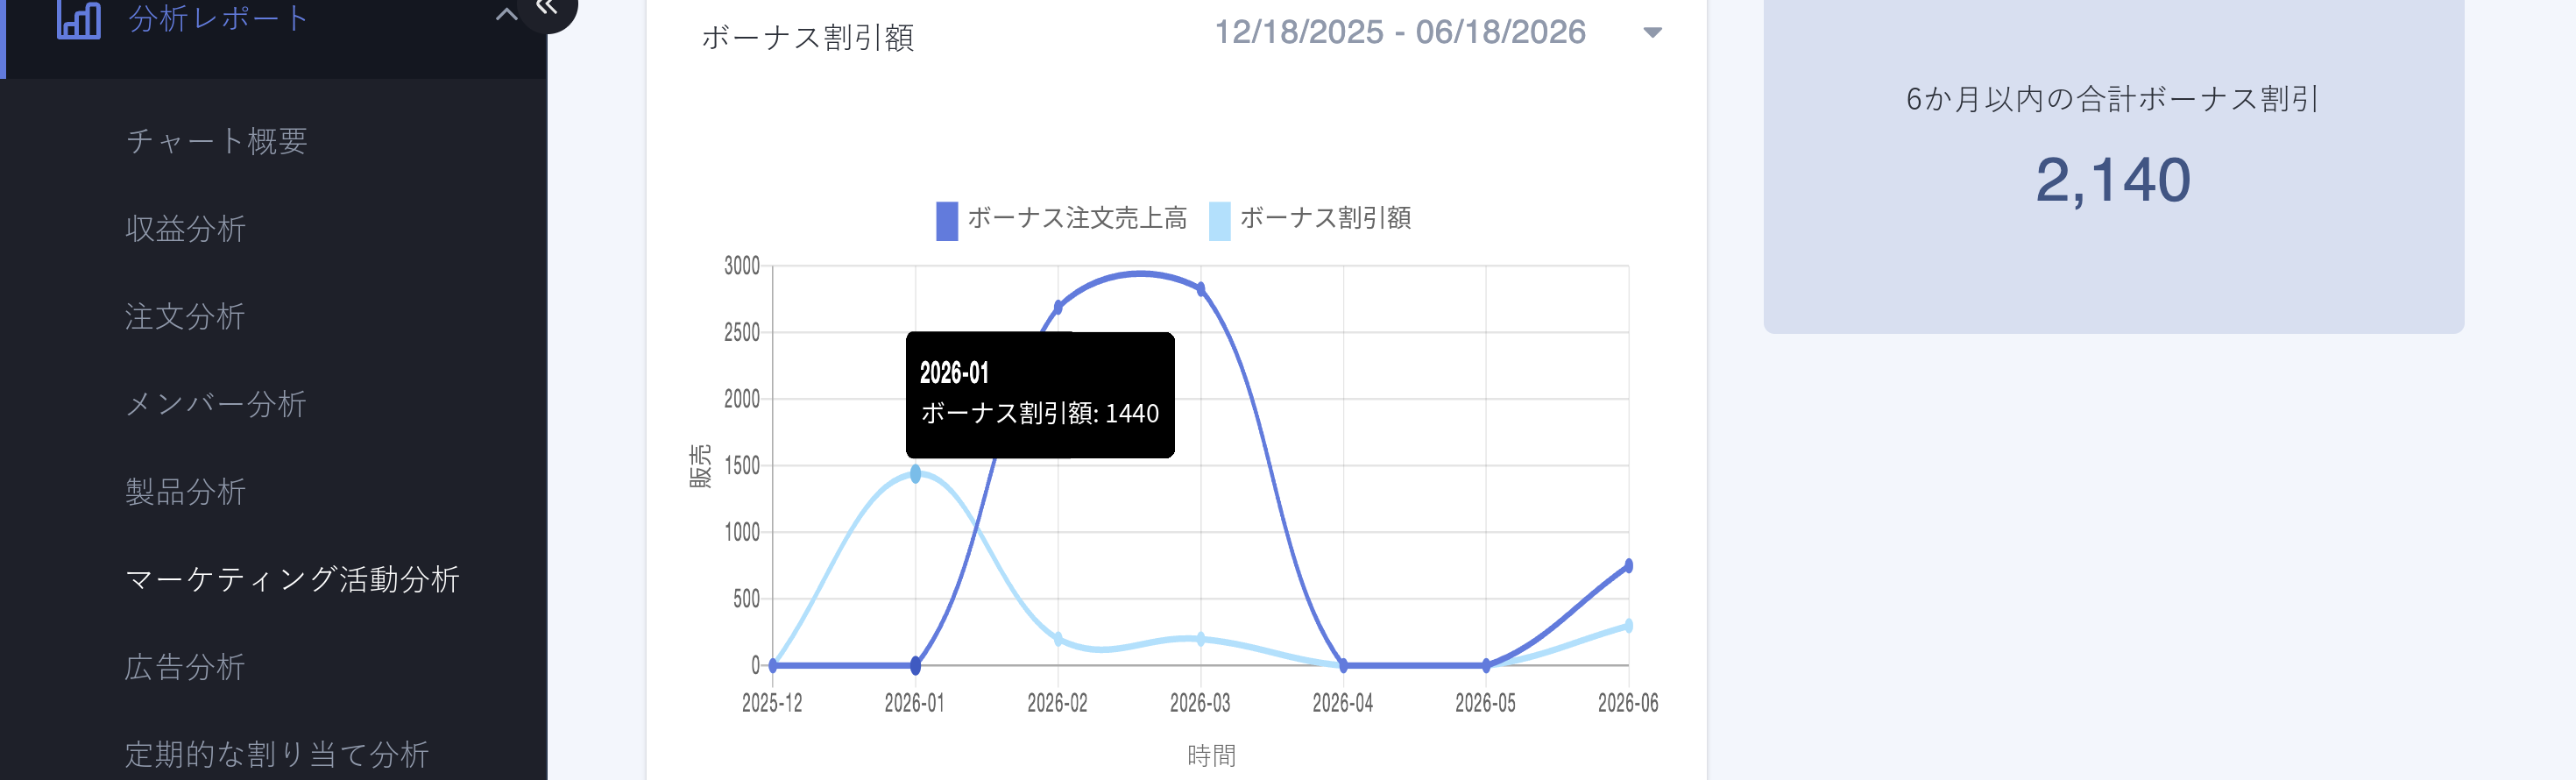 分析レポート
チャート概要
収益分析
注文分析
メンバー分析
製品分析
マーケティング活動分析
広告分析
定期的な割り当て分析
ボーナス割引額
12/18/2025 - 06/18/2026
ボーナス注文売上高 ボーナス割引額
3000
2500
2000
1500
1000
500
0
販売
2026-01
ボーナス割引額: 1440
2025-12 2026-01 2026-02 2026-03 2026-04 2026-05 2026-06
時間
6か月以内の合計ボーナス割引
2,140